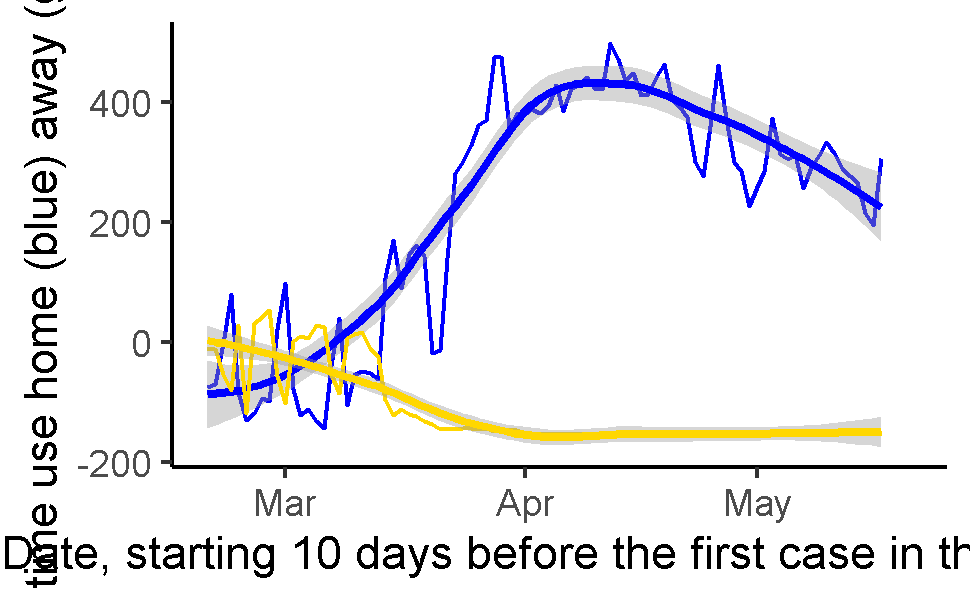 time use home (blue) away (
400
200
0
-200
Mar Apr May
Date, starting 10 days before the first case in th